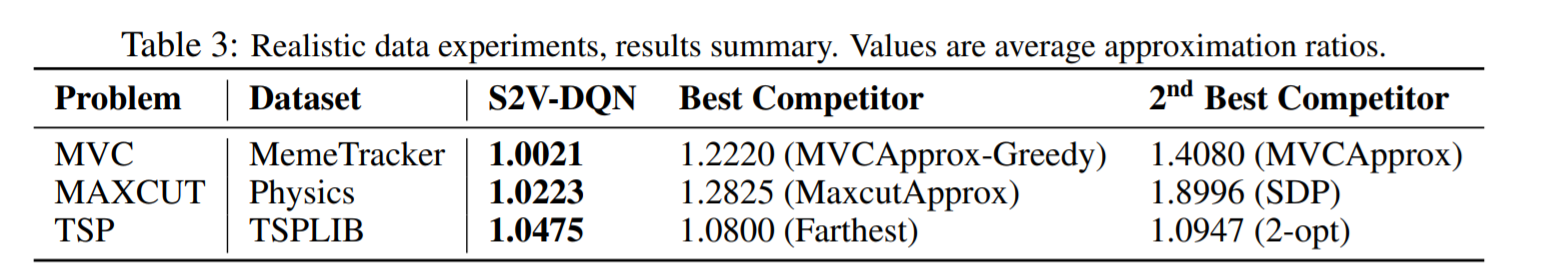 Table 3: Realistic data experiments, results summary. Values are average approximation ratios.
Problem Dataset S2V-DQN Best Competitor 2nd Best Competitor
MVC MemeTracker 1.0021 1.2220 (MVCApprox-Greedy) 1.4080 (MVCApprox)
MAXCUT Physics 1.0223 1.2825 (MaxcutApprox) 1.8996 (SDP)
TSP TSPLIB 1.0475 1.0800 (Farthest) 1.0947 (2-opt)